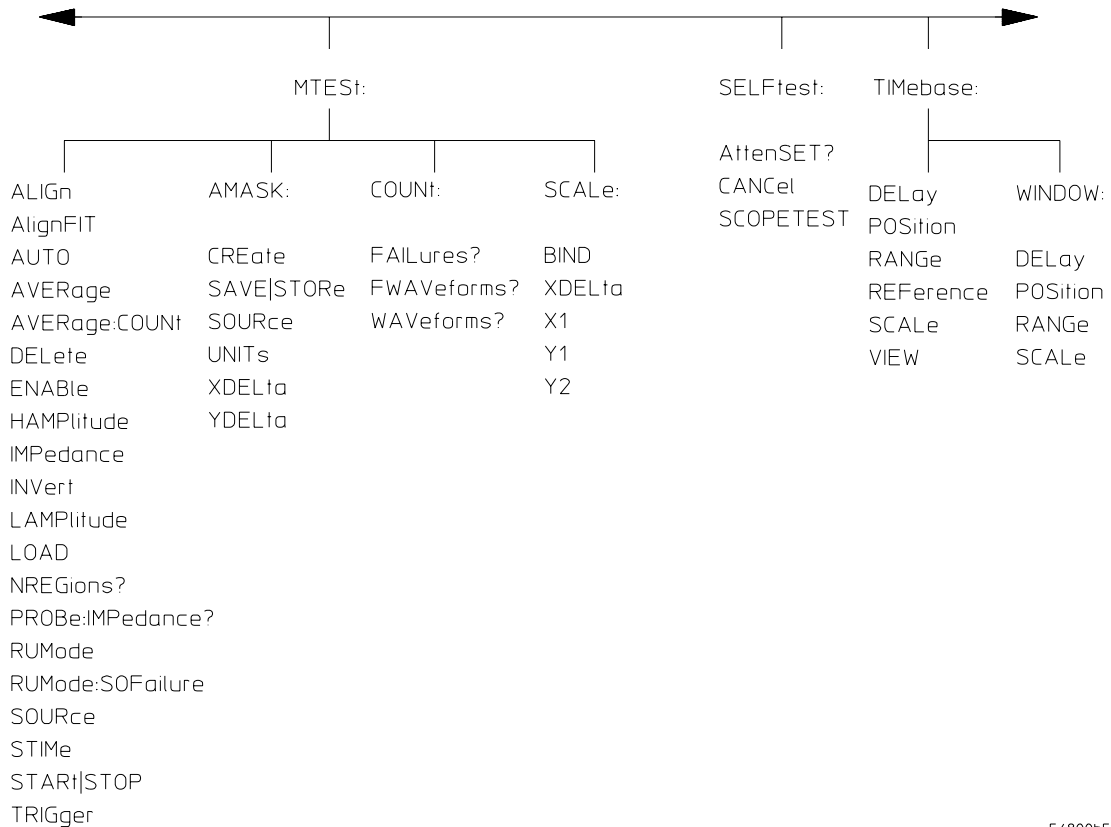 MTESt:
SELFtest:
TIMebase:
ALIGn
AlignFIT
AUTO
AVERage
AVERage:COUNt
DELete
ENABle
HAMPlitude
IMPedance
INVert
LAMPlitude
LOAD
NREGions?
PROBe:IMPedance?
RUMode
RUMode:SOFailure
SOURce
STIMe
STARt|STOP
TRIGger
AMASK:
CREate
SAVE|STORe
SOURce
UNITs
XDELta
YDELta
COUNt:
FAILures?
FWAVeforms?
WAVeforms?
SCALe:
BIND
XDELta
X1
Y1
Y2
AttenSET?
CANCel
SCOPETEST
DELay
POSition
RANGe
REFerence
SCALe
VIEW
WINDOW:
DELay
POSition
RANGe
SCALe